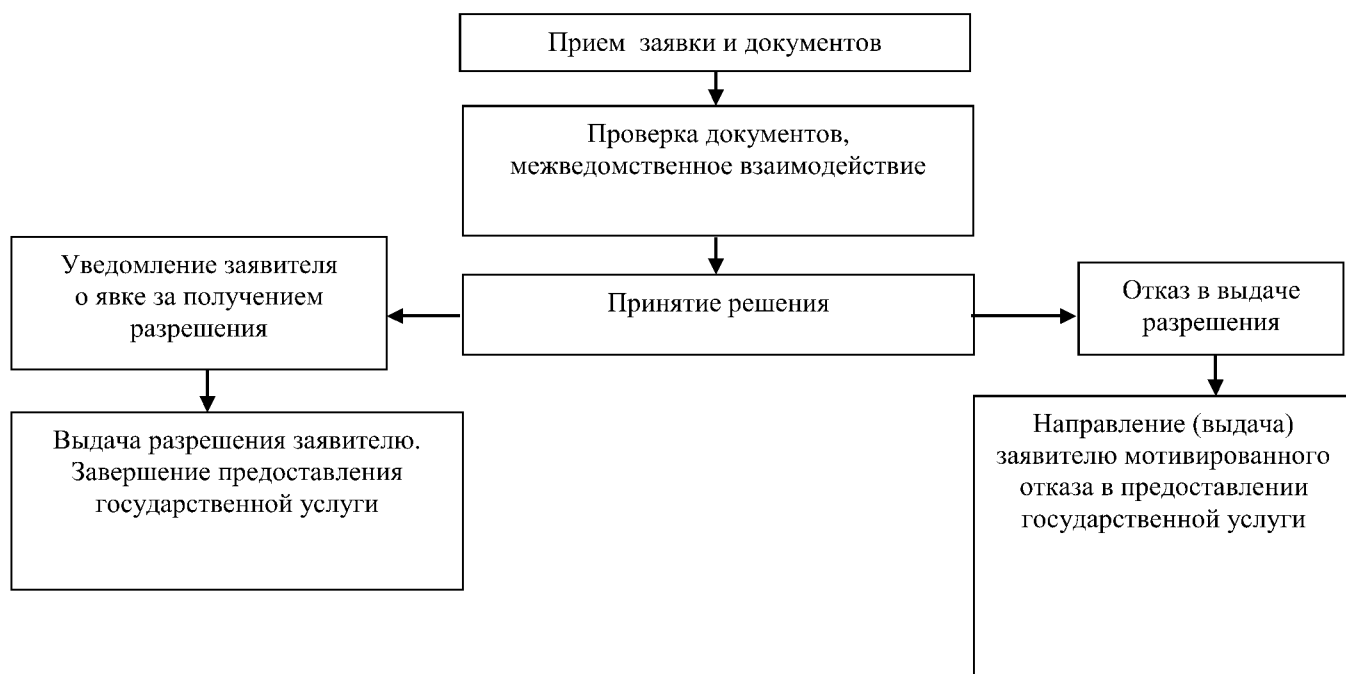 Прием  заявки и документов
Проверка документов,
межведомственное взаимодействие
Уведомление заявителя
о явке за получением
разрешения
Принятие решения
Отказ в выдаче
разрешения
Выдача разрешения заявителю.
Завершение предоставления
государственной услуги
Направление (выдача)
заявителю мотивированного
отказа в предоставлении
государственной услуги